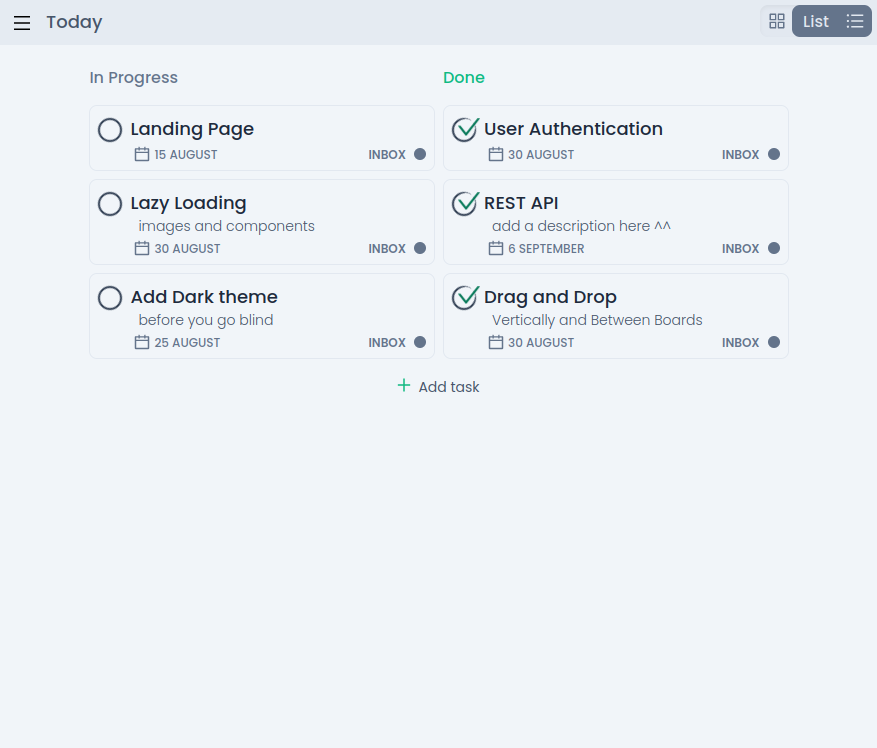 Today
List
In Progress
Landing Page
15 AUGUST
INBOX
Lazy Loading
images and components
30 AUGUST
INBOX
Add Dark theme
before you go blind
25 AUGUST
INBOX
Done
User Authentication
30 AUGUST
INBOX
REST API
add a description here ^^
6 SEPTEMBER
INBOX
Drag and Drop
Vertically and Between Boards
30 AUGUST
INBOX
Add task